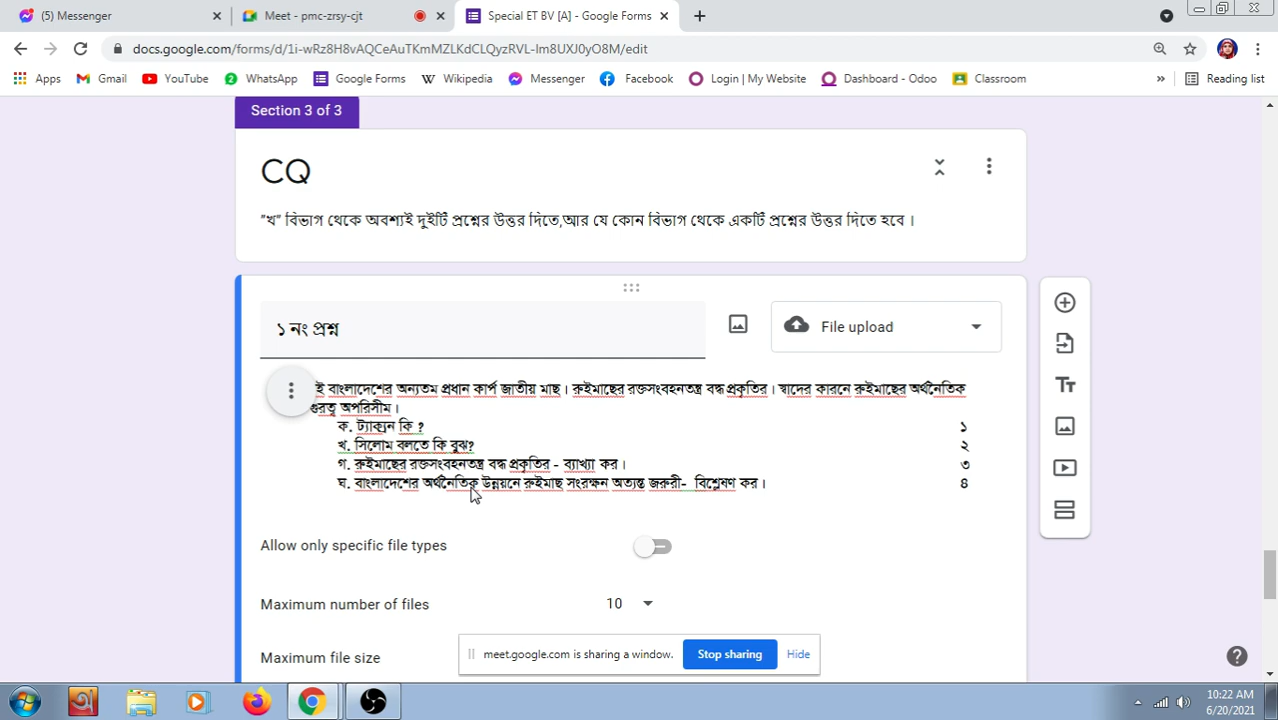 (5) Messenger
Meet - pmc-zrsy-cjt
Special ET BV [A] - Google Forms
docs.google.com/forms/d/1i-wRz8H8vAQCeAuTKmMZLKdCLQyzRVL-Im8UXJ0yO8M/edit
Apps Gmail YouTube 2 WhatsApp Google Forms W Wikipedia Messenger Facebook Login | My Website Dashboard - Odoo Classroom » Reading list
Section 3 of 3
CQ
"খ" বিভাগ থেকে অবশ্যই দুইটি প্রশ্নের উত্তর দিতে,আর যে কোন বিভাগ থেকে একটি প্রশ্নের উত্তর দিতে হবে ।
১ নং প্রশ্ন
File upload
ই বাংলাদেশের অন্যতম প্রধান কার্প জাতীয় মাছ। রুইমাছের রক্তসংবহনতন্ত্র বদ্ধ প্রকৃতির। স্বাদের কারনে রুইমাছের অর্থনৈতিক
গুরত্ব অপরিসীম।
ক. ট্যাক্সন কি ? ১
খ. সিলোম বলতে কি বুঝ? ২
গ. রুইমাছের রক্তসংবহনতন্ত্র বদ্ধ প্রকৃতির - ব্যাখ্যা কর। ৩
ঘ. বাংলাদেশের অর্থনৈতিক উন্নয়নে রুইমাছ সংরক্ষন অত্যন্ত জরুরী- বিশ্লেষণ কর। ৪
Allow only specific file types
Maximum number of files 10
meet.google.com is sharing a window. Stop sharing Hide
Maximum file size
10:22 AM
6/20/2021